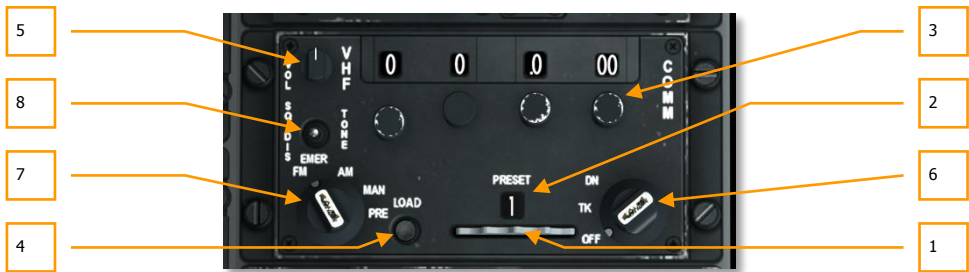 5
8
7
4
3
2
6
1
VHF
VOL
COMM
0 0 .0 00
SQ DIS
TONE
EMER
FM AM
MAN
PRE
LOAD
PRESET
1
DN
TK
OFF